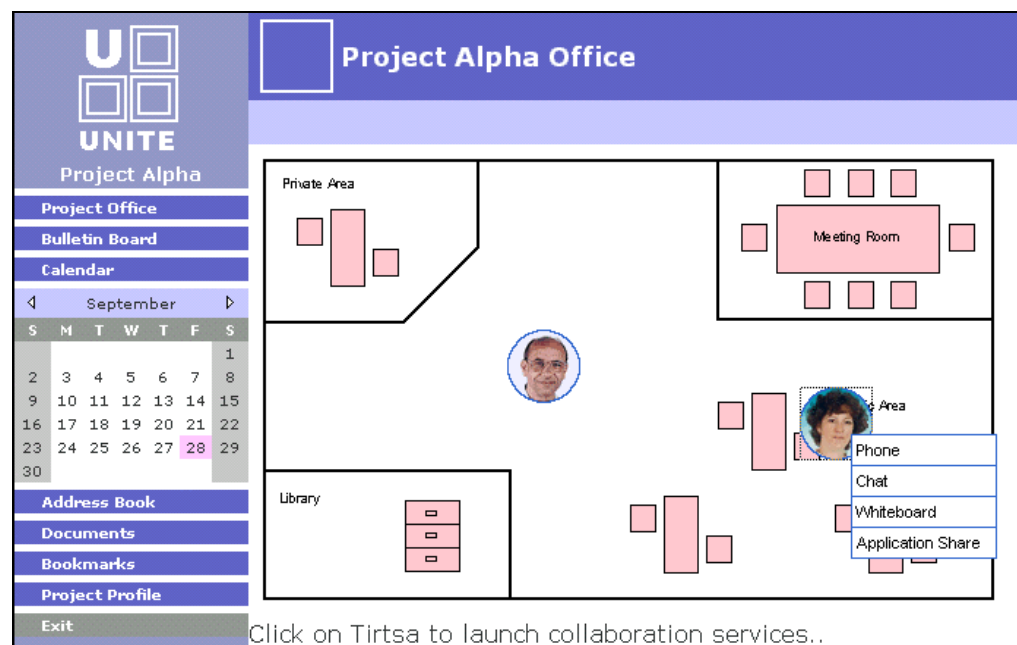 U
UNITE
Project Alpha
Project Office
Bulletin Board
Calendar
September
S M T W T F S
1
2 3 4 5 6 7 8
9 10 11 12 13 14 15
16 17 18 19 20 21 22
23 24 25 26 27 28 29
30
Address Book
Documents
Bookmarks
Project Profile
Exit
Project Alpha Office
Private Area
Meeting Room
Area
Phone
Chat
Whiteboard
Application Share
Library
Click on Tirtsa to launch collaboration services..